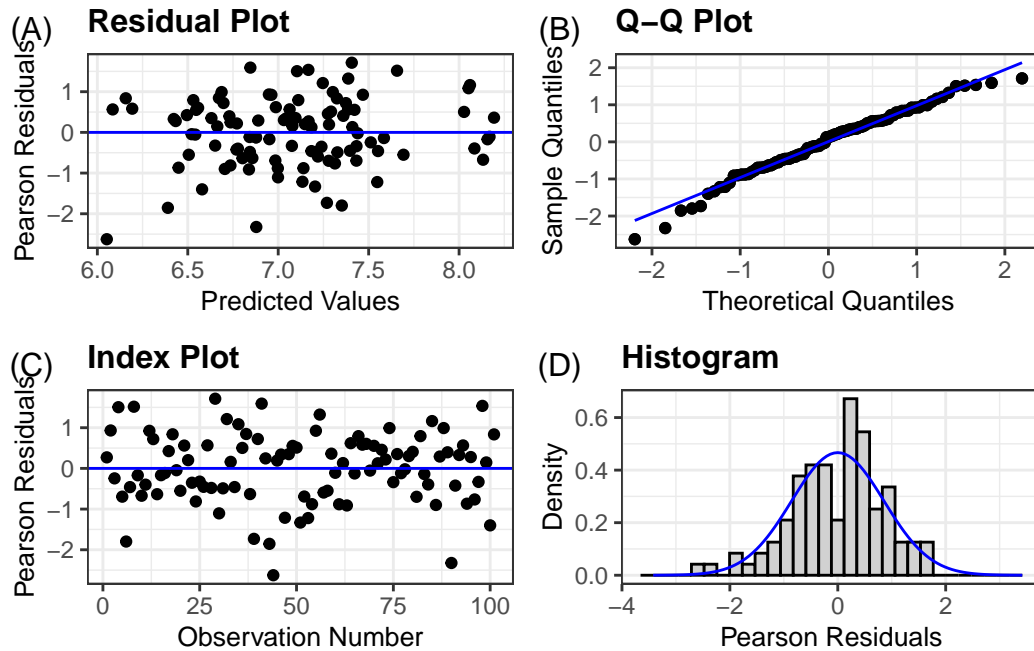 (A) Residual Plot
Pearson Residuals
1
0
−1
−2
6.0 6.5 7.0 7.5 8.0
Predicted Values
(B) Q−Q Plot
Sample Quantiles
2
1
0
−1
−2
−2 −1 0 1 2
Theoretical Quantiles
(C) Index Plot
Pearson Residuals
1
0
−1
−2
0 25 50 75 100
Observation Number
(D) Histogram
Density
0.6
0.4
0.2
0.0
−4 −2 0 2
Pearson Residuals